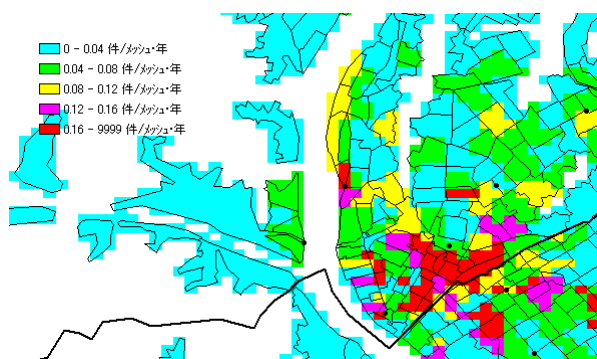 0 - 0.04 件/メッシュ・年
0.04 - 0.08 件/メッシュ・年
0.08 - 0.12 件/メッシュ・年
0.12 - 0.16 件/メッシュ・年
0.16 - 9999 件/メッシュ・年